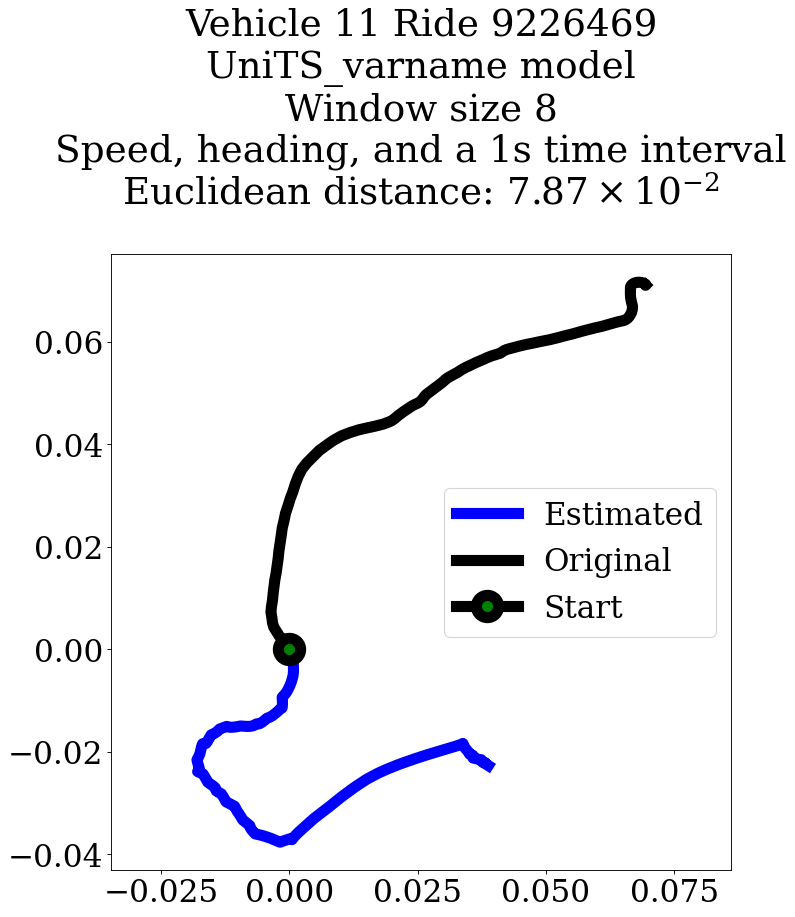 Vehicle 11 Ride 9226469
UniTS_varname model
Window size 8
Speed, heading, and a 1s time interval
Euclidean distance: 7.87 × 10⁻²
0.06
0.04
0.02
0.00
−0.02
−0.04
Estimated
Original
Start
−0.025 0.000 0.025 0.050 0.075